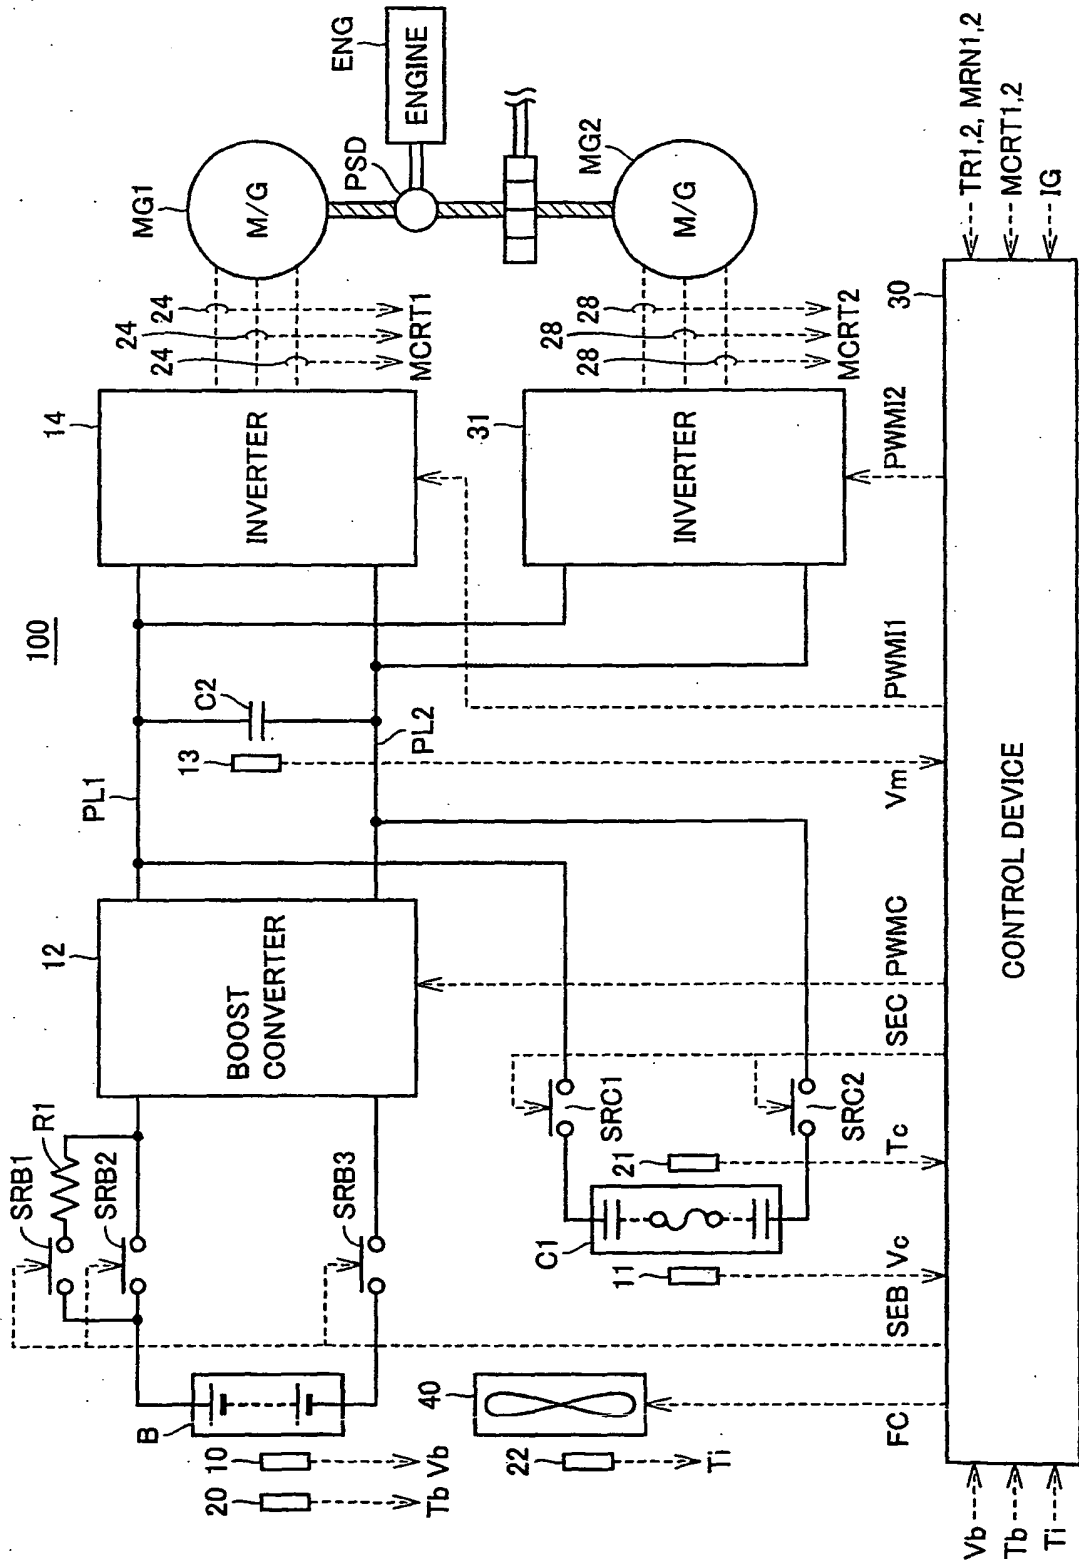 100
ENG
ENGINE
PSD
MG1
M/G
MG2
M/G
24
24
24
MCRT1
28
28
28
MCRT2
14
INVERTER
31
INVERTER
PL1
PL2
C2
13
12
BOOST
CONVERTER
R1
SRB1
SRB2
SRB3
SRC1
SRC2
C1
21
11
B
10
Vb
20
Tb
40
22
Ti
30
CONTROL DEVICE
FC
SEB
Vc
Tc
SEC
PWMC
Vm
PWMI1
PWMI2
Vb
Tb
Ti
TR1,2, MRN1,2
MCRT1,2
IG